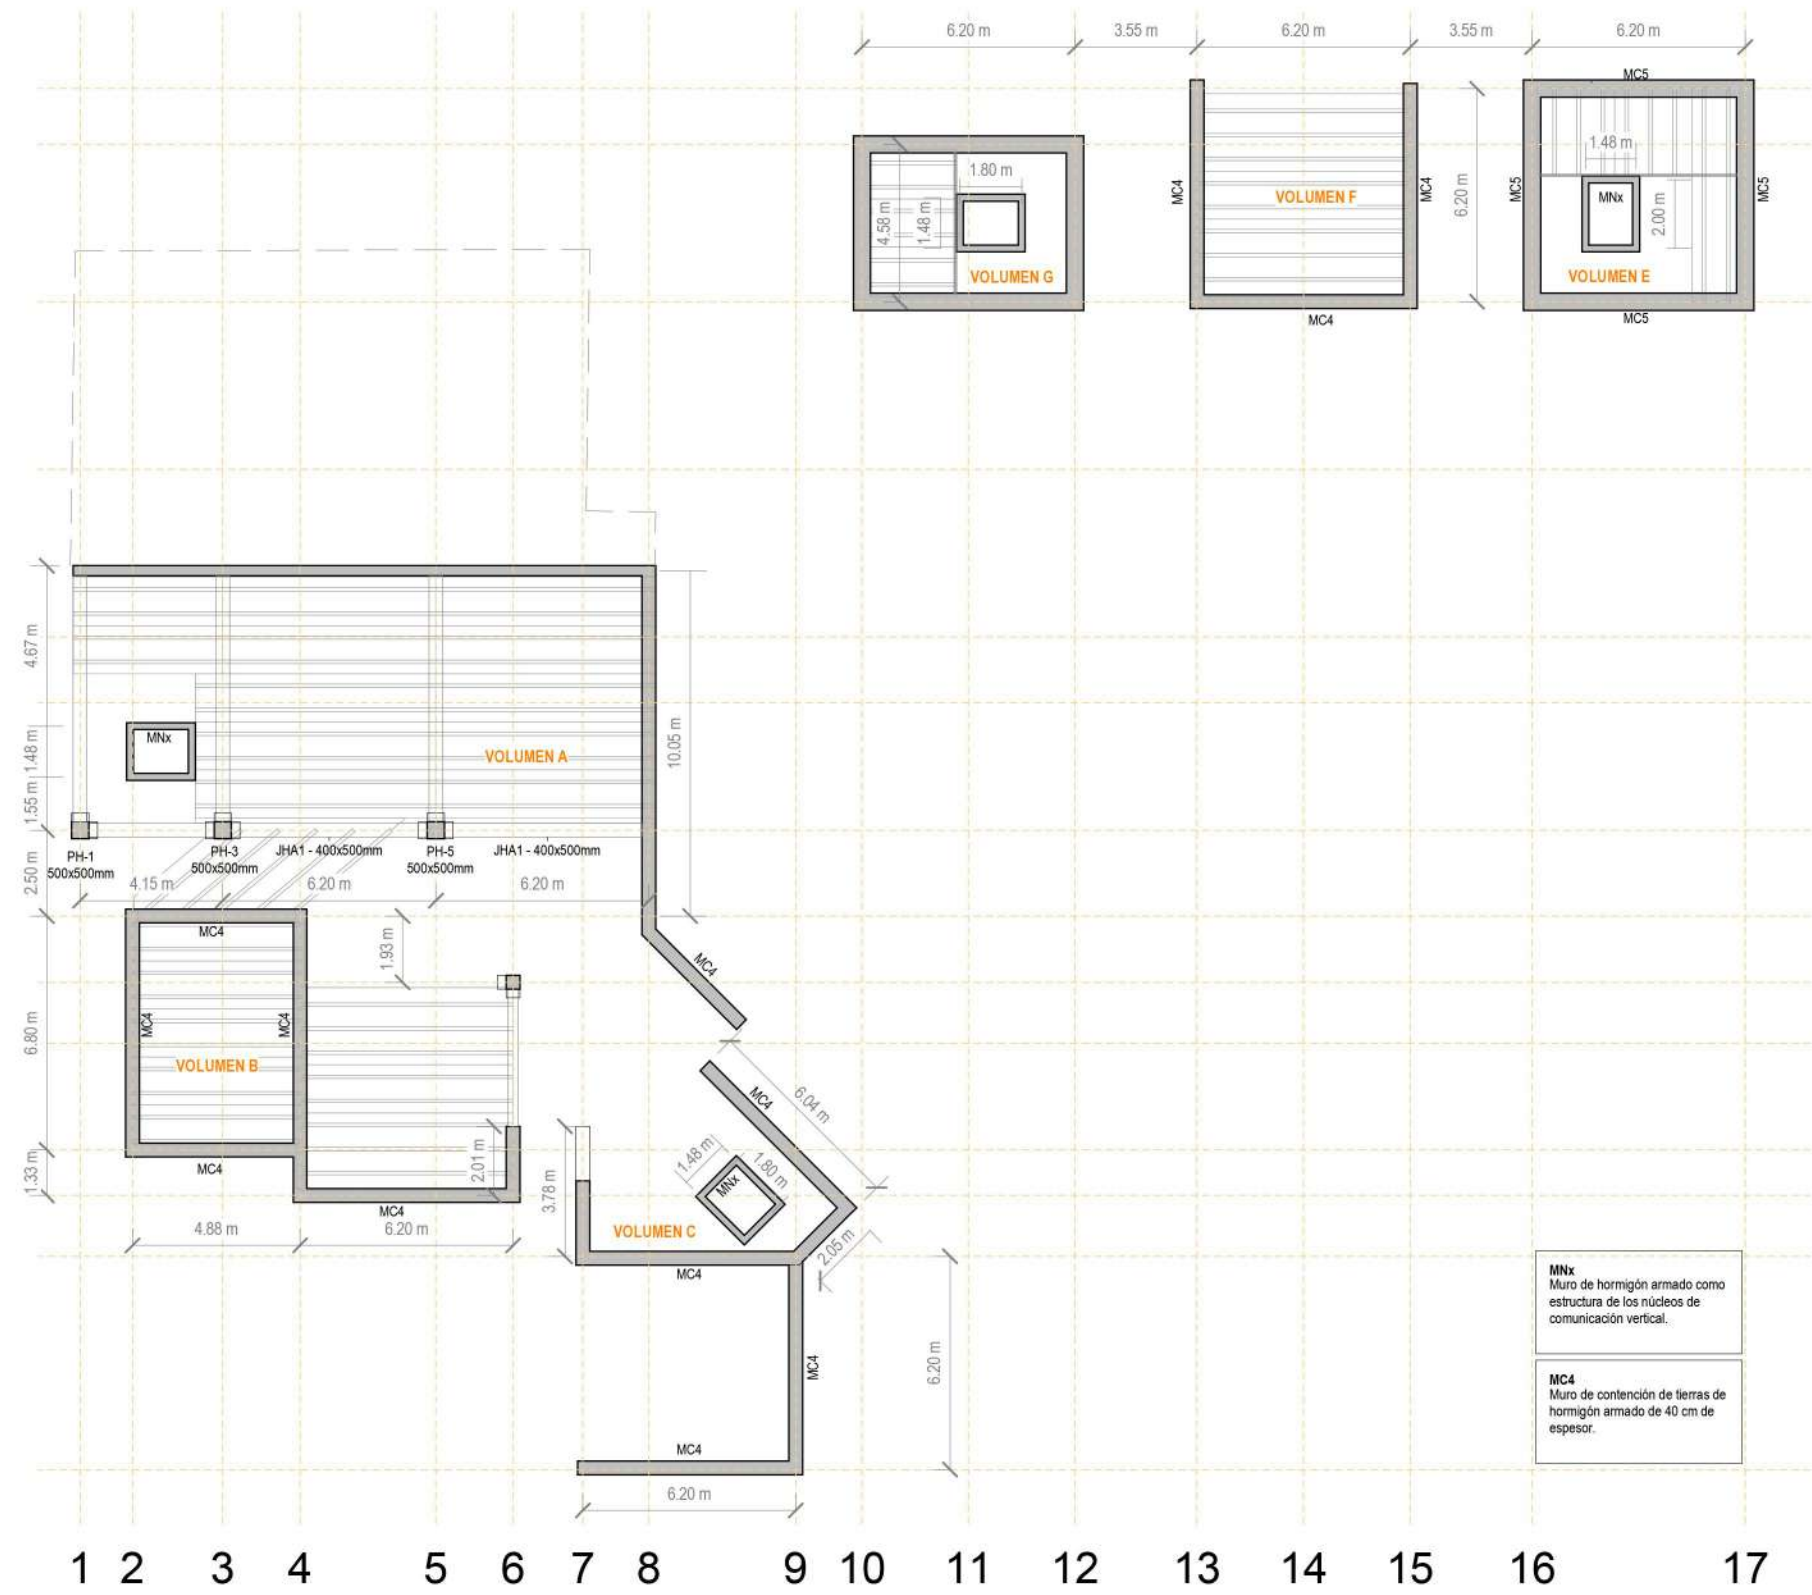 6.20 m
3.55 m
6.20 m
3.55 m
6.20 m
MC5
1.48 m
1.80 m
MC4
VOLUMEN F
MC4
6.20 m
MC5
MNx
MC5
2.00 m
4.58 m
1.48 m
VOLUMEN G
VOLUMEN E
MC4
MC5
4.67 m
MNx
1.48 m
VOLUMEN A
10.05 m
1.55 m
PH-1
500x500mm
PH-3
500x500mm
JHA1 - 400x500mm
PH-5
500x500mm
JHA1 - 400x500mm
2.50 m
4.15 m
6.20 m
6.20 m
MC4
1.93 m
MC4
MC4
MC4
6.80 m
VOLUMEN B
MC4
6.04 m
1.48 m
1.80 m
MNx
2.01 m
1.33 m
MC4
3.78 m
MC4
4.88 m
6.20 m
VOLUMEN C
2.05 m
MC4
MC4
6.20 m
MC4
6.20 m
MNx
Muro de hormigón armado como
estructura de los núcleos de
comunicación vertical.
MC4
Muro de contención de tierras de
hormigón armado de 40 cm de
espesor.
1 2 3 4 5 6 7 8 9 10 11 12 13 14 15 16 17